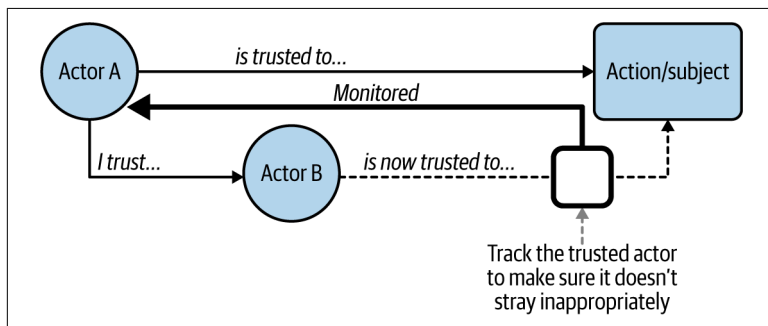 Actor A
is trusted to...
Action/subject
Monitored
I trust...
Actor B
is now trusted to...
Track the trusted actor
to make sure it doesn't
stray inappropriately